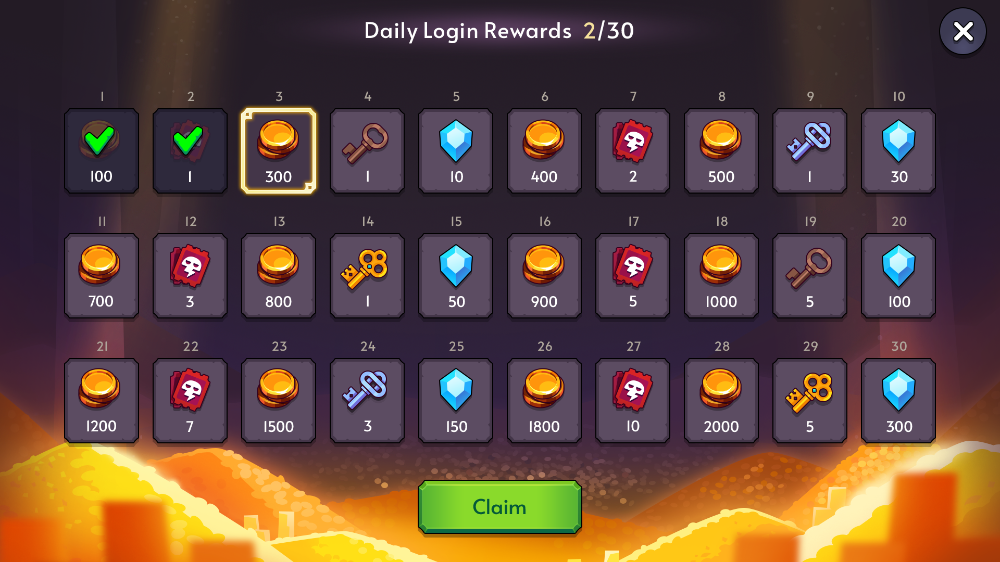 Daily Login Rewards 2/30
1 2 3 4 5 6 7 8 9 10
100 1 300 1 10 400 2 500 1 30
11 12 13 14 15 16 17 18 19 20
700 3 800 1 50 900 5 1000 5 100
21 22 23 24 25 26 27 28 29 30
1200 7 1500 3 150 1800 10 2000 5 300
Claim